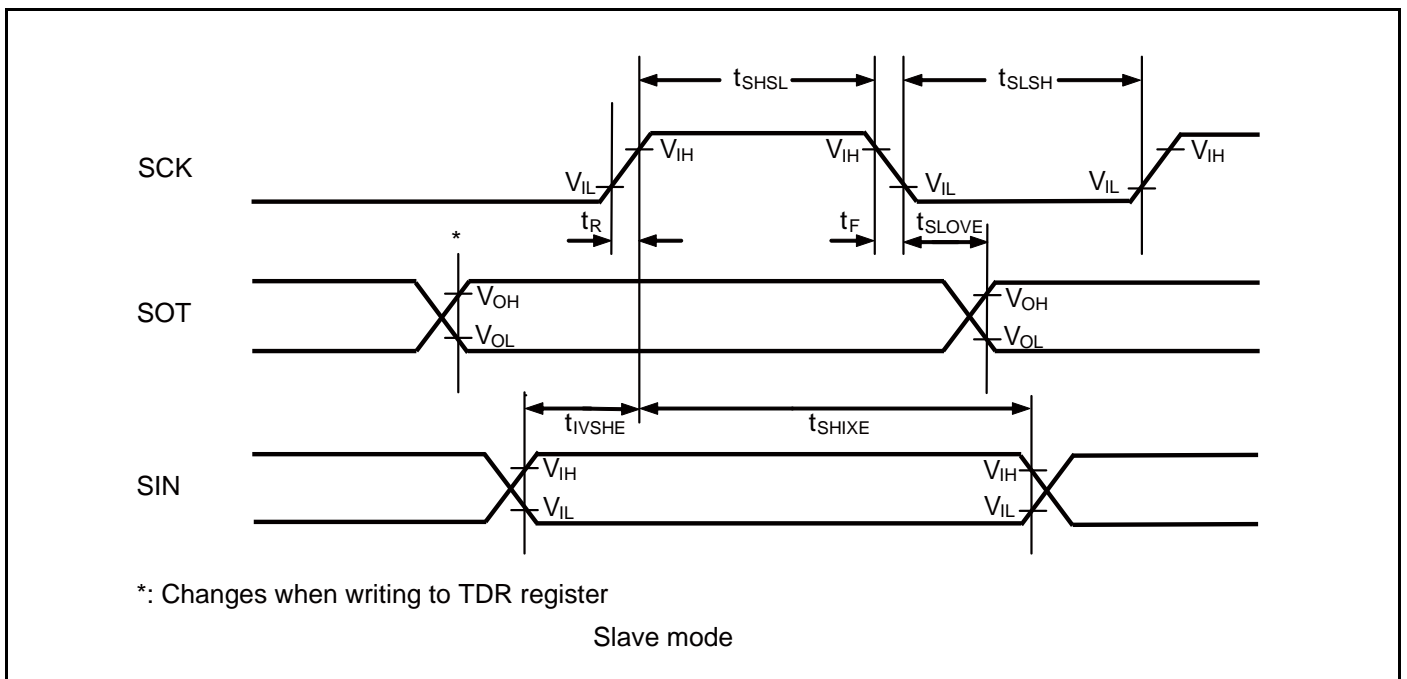 tSHSL tSLSH
SCK VIH VIH VIH
VIL VIL VIL
tR tF tSLOVE
*
SOT VOH VOH
VOL VOL
tIVSHE tSHIXE
SIN VIH VIH
VIL VIL
*: Changes when writing to TDR register
Slave mode